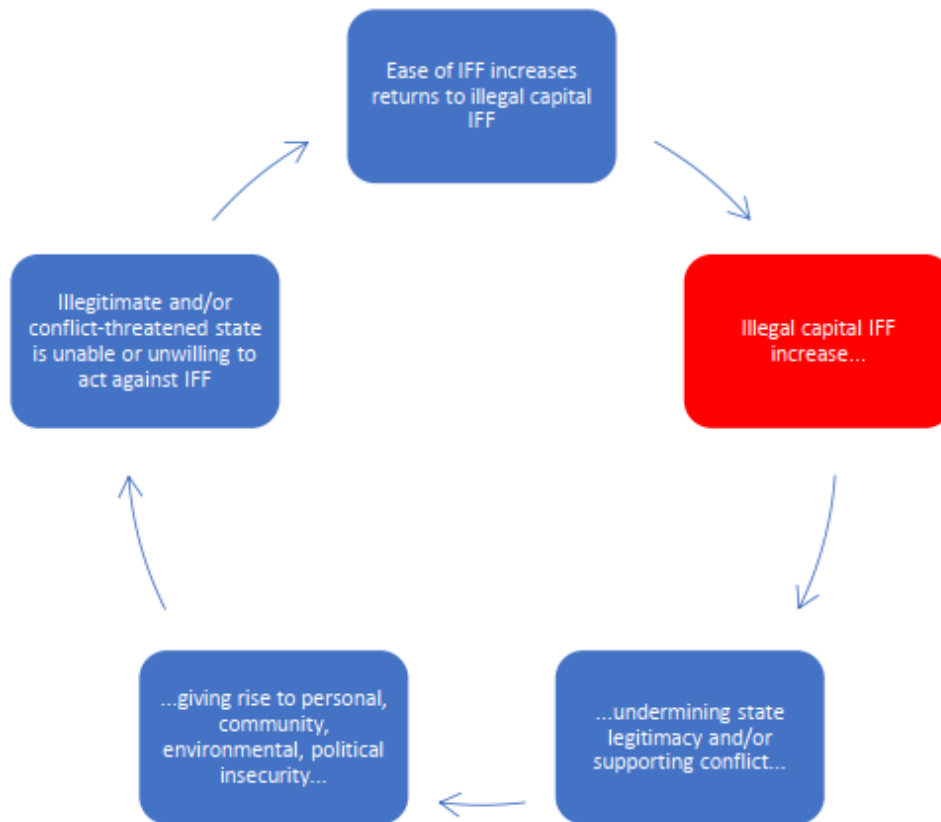 Ease of IFF increases
returns to illegal capital
IFF
Illegal capital IFF
increase...
...undermining state
legitimacy and/or
supporting conflict...
...giving rise to personal,
community,
environmental, political
insecurity...
Illegitimate and/or
conflict-threatened state
is unable or unwilling to
act against IFF